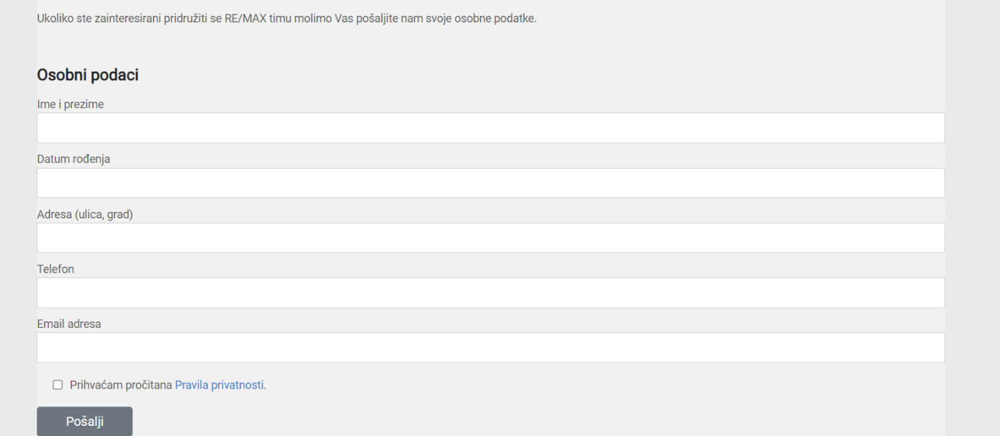 Ukoliko ste zainteresirani pridružiti se RE/MAX timu molimo Vas pošaljite nam svoje osobne podatke.
Osobni podaci
Ime i prezime
Datum rođenja
Adresa (ulica, grad)
Telefon
Email adresa
Prihvaćam pročitana Pravila privatnosti.
Pošalji